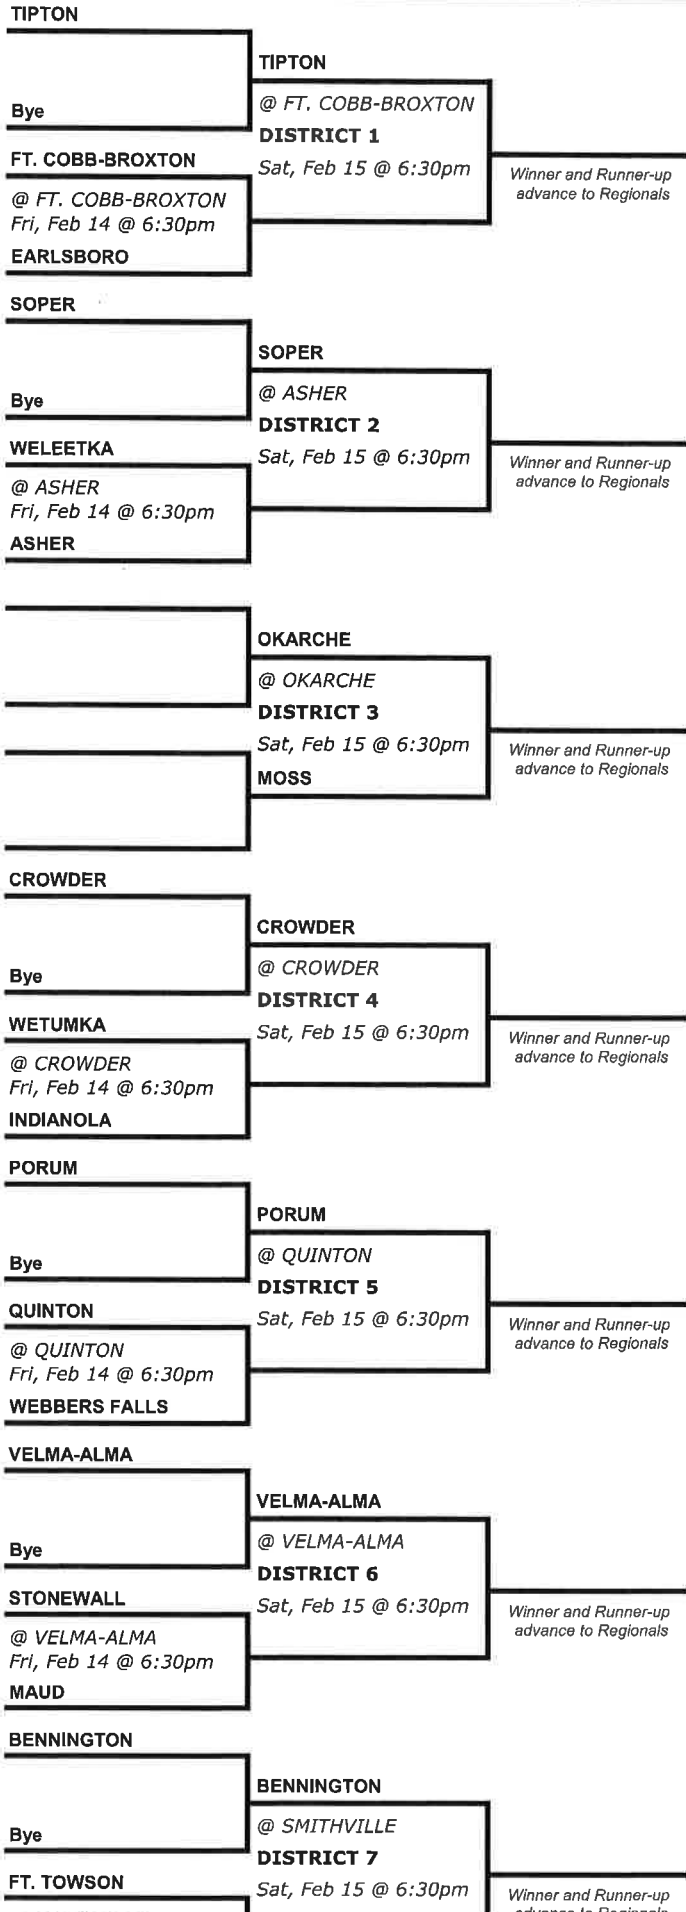 TIPTON
TIPTON
@ FT. COBB-BROXTON
Bye
DISTRICT 1
FT. COBB-BROXTON
Sat, Feb 15 @ 6:30pm
Winner and Runner-up
advance to Regionals
@ FT. COBB-BROXTON
Fri, Feb 14 @ 6:30pm
EARLSBORO
SOPER
SOPER
@ ASHER
Bye
DISTRICT 2
WELEETKA
Sat, Feb 15 @ 6:30pm
Winner and Runner-up
advance to Regionals
@ ASHER
Fri, Feb 14 @ 6:30pm
ASHER
OKARCHE
@ OKARCHE
DISTRICT 3
Sat, Feb 15 @ 6:30pm
Winner and Runner-up
advance to Regionals
MOSS
CROWDER
CROWDER
@ CROWDER
Bye
DISTRICT 4
WETUMKA
Sat, Feb 15 @ 6:30pm
Winner and Runner-up
advance to Regionals
@ CROWDER
Fri, Feb 14 @ 6:30pm
INDIANOLA
PORUM
PORUM
@ QUINTON
Bye
DISTRICT 5
QUINTON
Sat, Feb 15 @ 6:30pm
Winner and Runner-up
advance to Regionals
@ QUINTON
Fri, Feb 14 @ 6:30pm
WEBBERS FALLS
VELMA-ALMA
VELMA-ALMA
@ VELMA-ALMA
Bye
DISTRICT 6
STONEWALL
Sat, Feb 15 @ 6:30pm
Winner and Runner-up
advance to Regionals
@ VELMA-ALMA
Fri, Feb 14 @ 6:30pm
MAUD
BENNINGTON
BENNINGTON
@ SMITHVILLE
Bye
DISTRICT 7
FT. TOWSON
Sat, Feb 15 @ 6:30pm
Winner and Runner-up